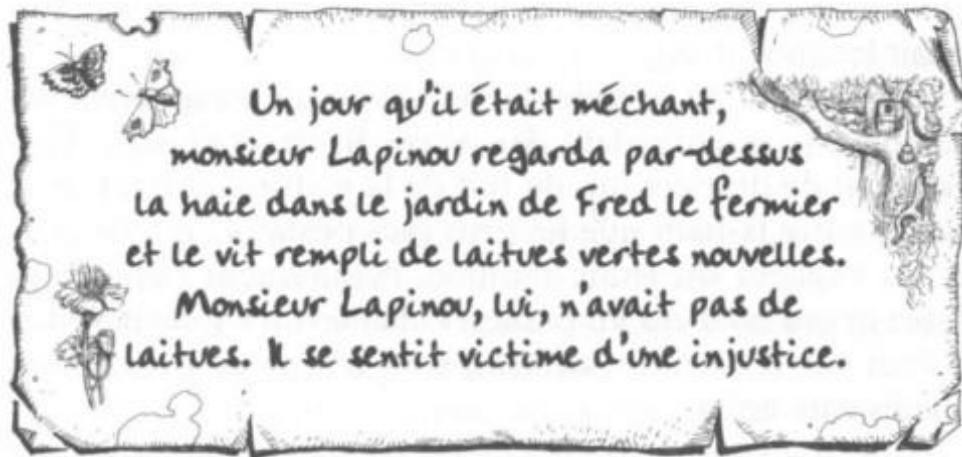 Un jour qu'il était méchant,
monsieur Lapinou regarda par-dessus
la haie dans le jardin de Fred le fermier
et le vit rempli de laitues vertes nouvelles.
Monsieur Lapinou, lui, n'avait pas de
laitues. Il se sentit victime d'une injustice.